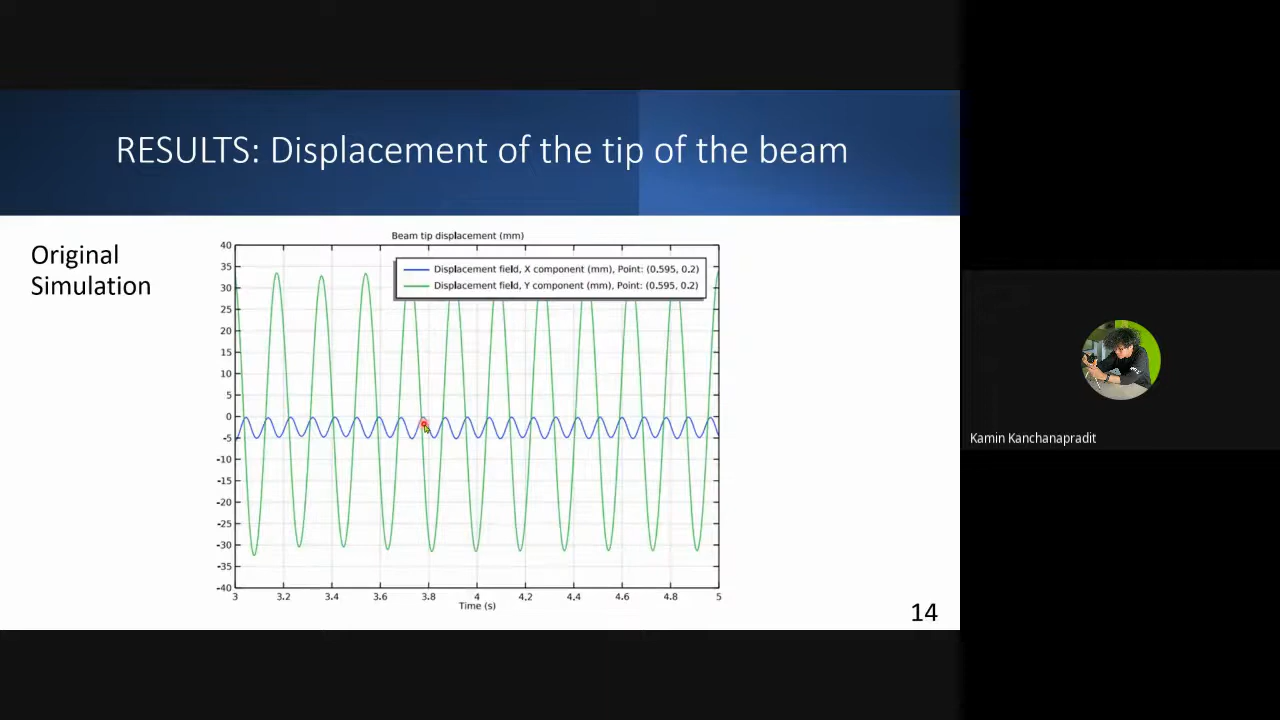 RESULTS: Displacement of the tip of the beam
Original
Simulation
Beam tip displacement (mm)
Displacement field, X component (mm), Point: (0.595, 0.2)
Displacement field, Y component (mm), Point: (0.595, 0.2)
40
35
30
25
20
15
10
5
0
-5
-10
-15
-20
-25
-30
-35
-40
3 3.2 3.4 3.6 3.8 4 4.2 4.4 4.6 4.8 5
Time (s)
14
Kamin Kanchanapradit